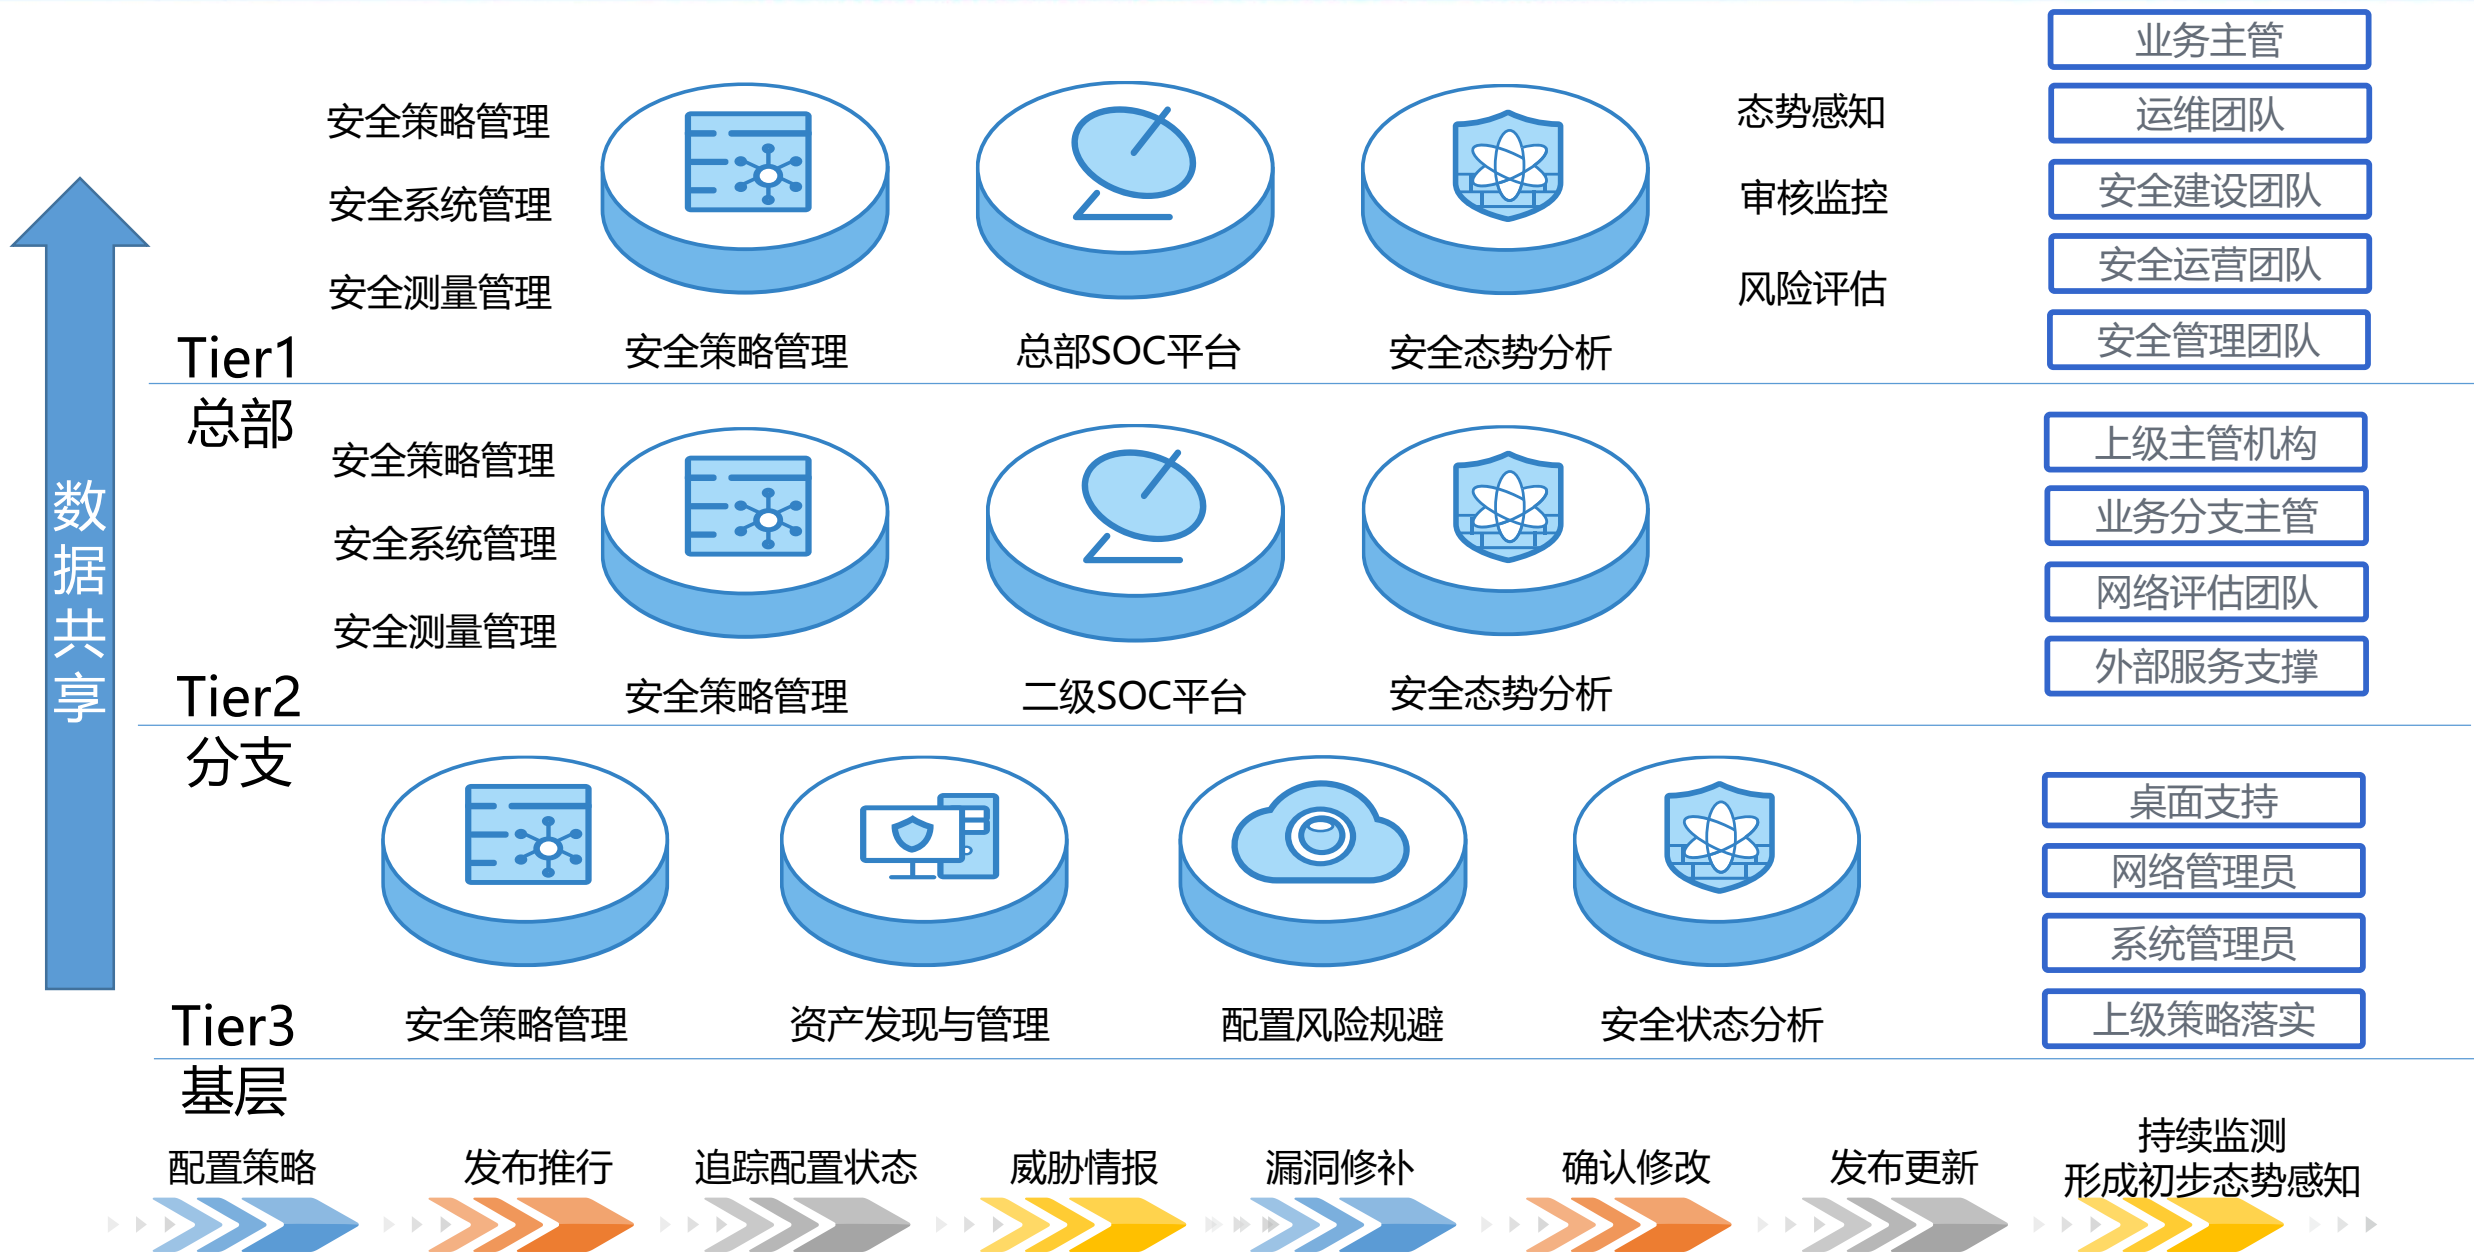 业务主管
安全策略管理
态势感知
运维团队
安全系统管理
审核监控
安全建设团队
安全测量管理
风险评估
安全运营团队
Tier1
安全策略管理
总部SOC平台
安全态势分析
安全管理团队
总部
安全策略管理
上级主管机构
安全系统管理
业务分支主管
安全测量管理
网络评估团队
Tier2
安全策略管理
二级SOC平台
安全态势分析
外部服务支撑
分支
数据共享
桌面支持
网络管理员
系统管理员
Tier3
安全策略管理
资产发现与管理
配置风险规避
安全状态分析
上级策略落实
基层
配置策略
发布推行
追踪配置状态
威胁情报
漏洞修补
确认修改
发布更新
持续监测
形成初步态势感知